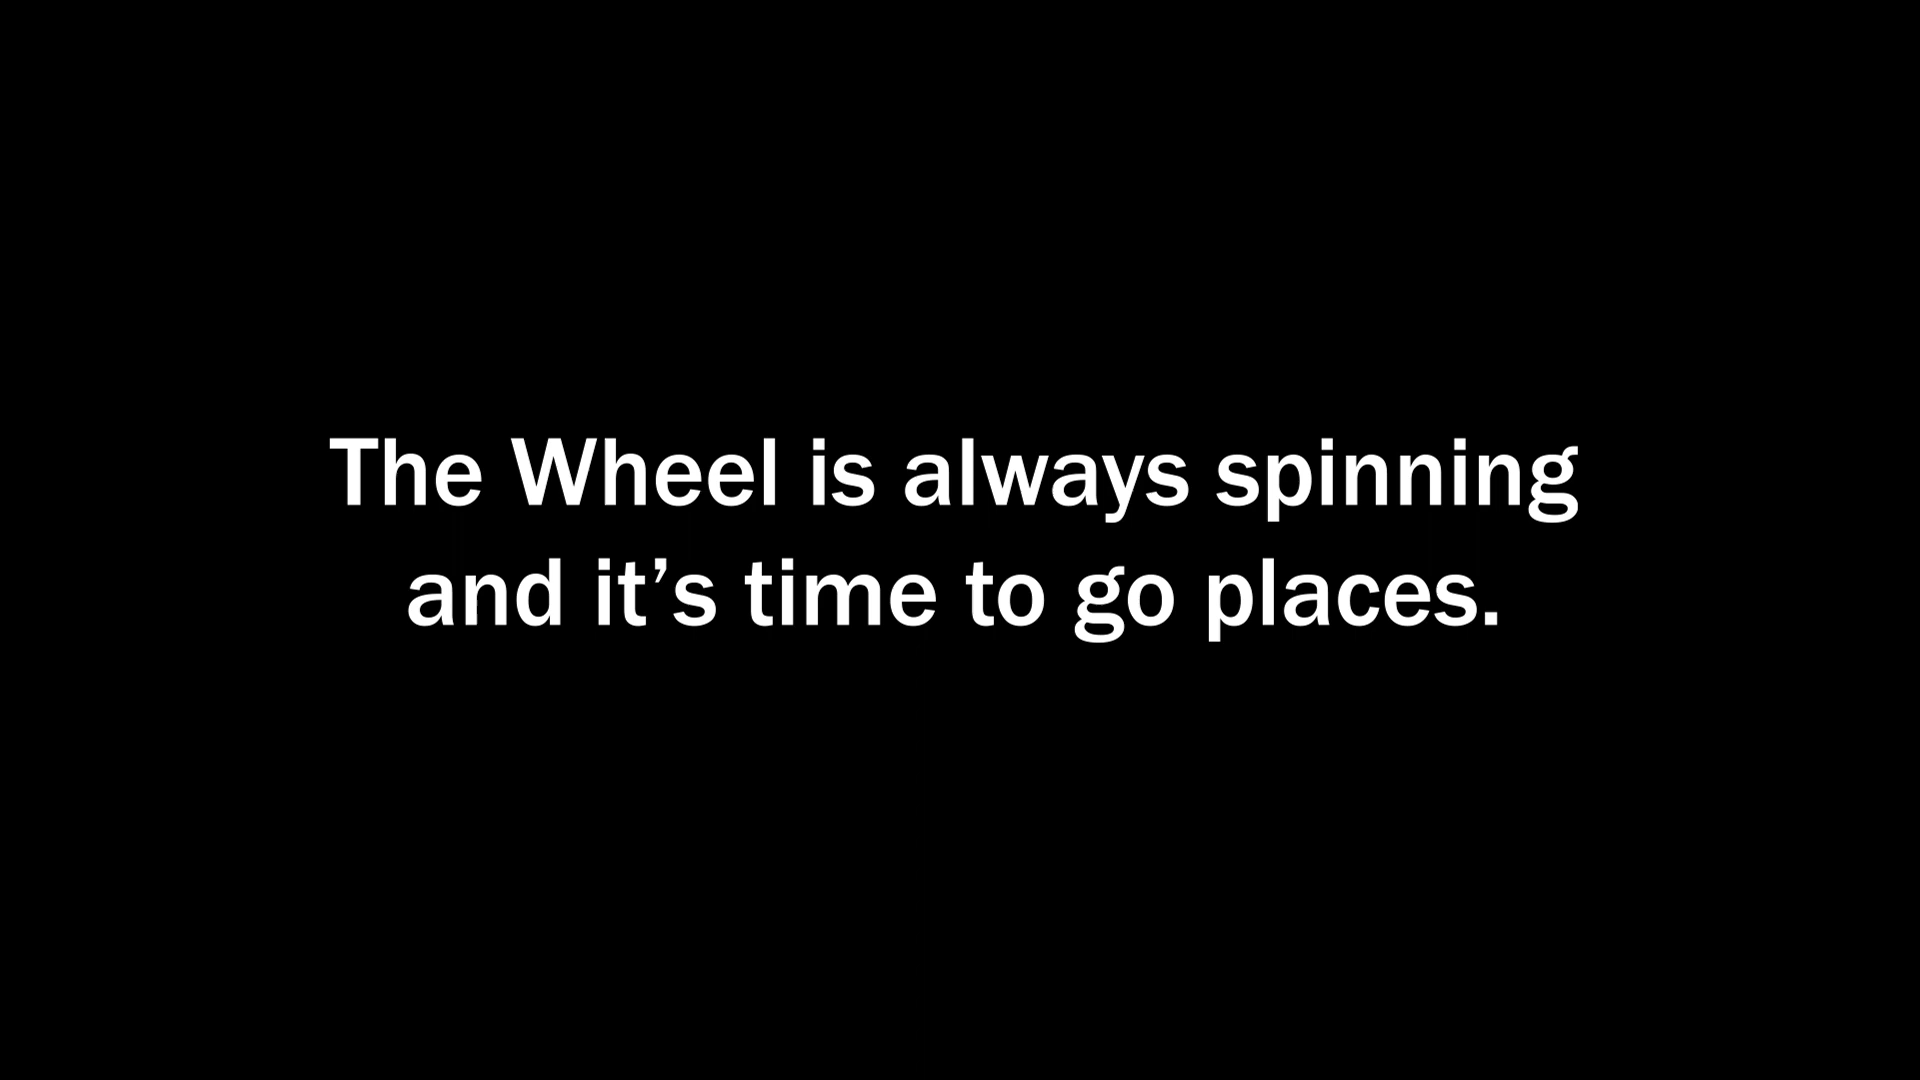 The Wheel is always spinning
and it’s time to go places.